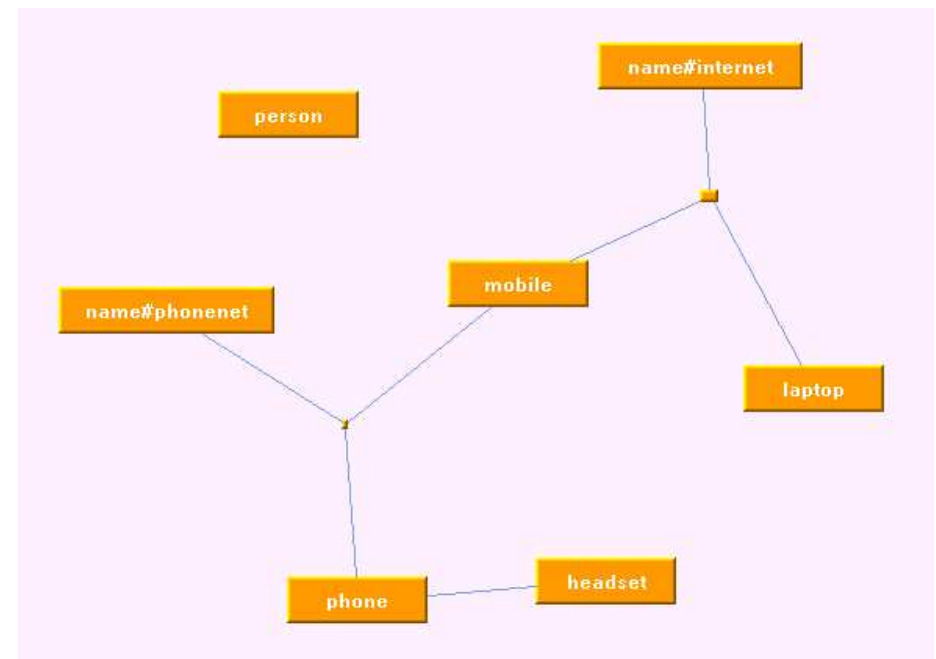 name#internet
person
mobile
name#phonenet
laptop
headset
phone